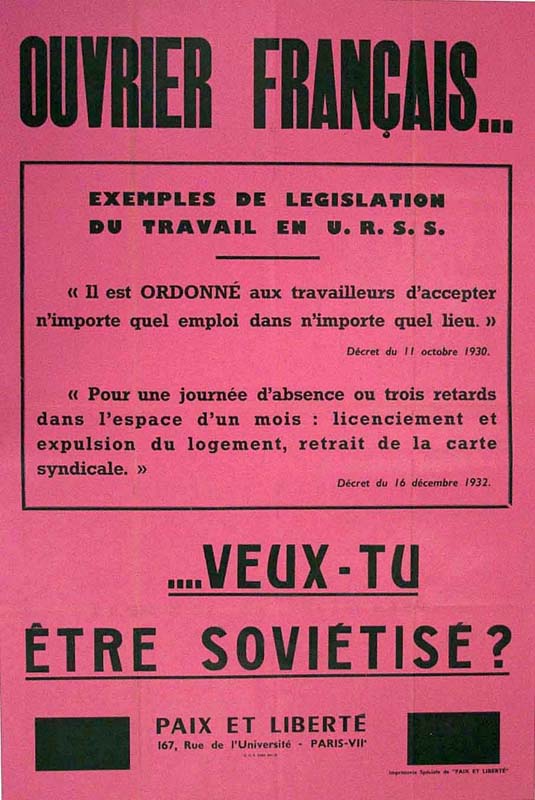 OUVRIER FRANÇAIS...
EXEMPLES DE LEGISLATION
DU TRAVAIL EN U. R. S. S.
« Il est ORDONNÉ aux travailleurs d'accepter
n'importe quel emploi dans n'importe quel lieu. »
Décret du 11 octobre 1930.
« Pour une journée d'absence ou trois retards
dans l'espace d'un mois : licenciement et
expulsion du logement, retrait de la carte
syndicale. »
Décret du 16 décembre 1932.
....VEUX-TU
ÊTRE SOVIÉTISÉ ?
PAIX ET LIBERTÉ
167, Rue de l'Université - PARIS-VIIe
Imprimerie Spéciale de "PAIX ET LIBERTÉ"